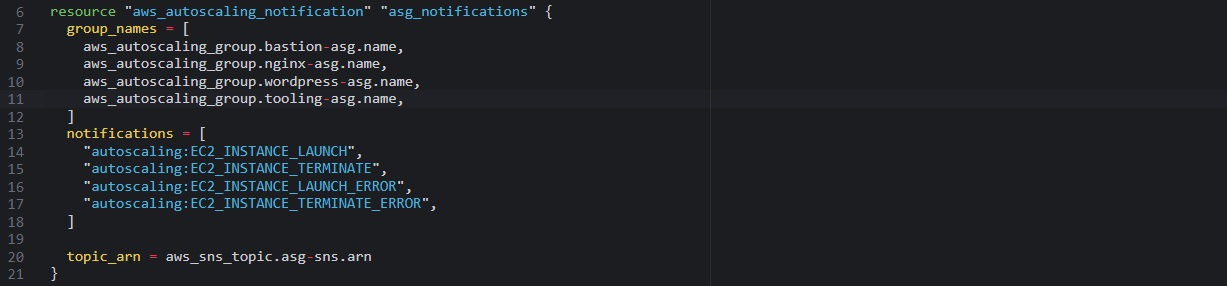 6 resource "aws_autoscaling_notification" "asg_notifications" {
7 group_names = [
8 aws_autoscaling_group.bastion-asg.name,
9 aws_autoscaling_group.nginx-asg.name,
10 aws_autoscaling_group.wordpress-asg.name,
11 aws_autoscaling_group.tooling-asg.name,
12 ]
13 notifications = [
14 "autoscaling:EC2_INSTANCE_LAUNCH",
15 "autoscaling:EC2_INSTANCE_TERMINATE",
16 "autoscaling:EC2_INSTANCE_LAUNCH_ERROR",
17 "autoscaling:EC2_INSTANCE_TERMINATE_ERROR",
18 ]
19
20 topic_arn = aws_sns_topic.asg-sns.arn
21 }